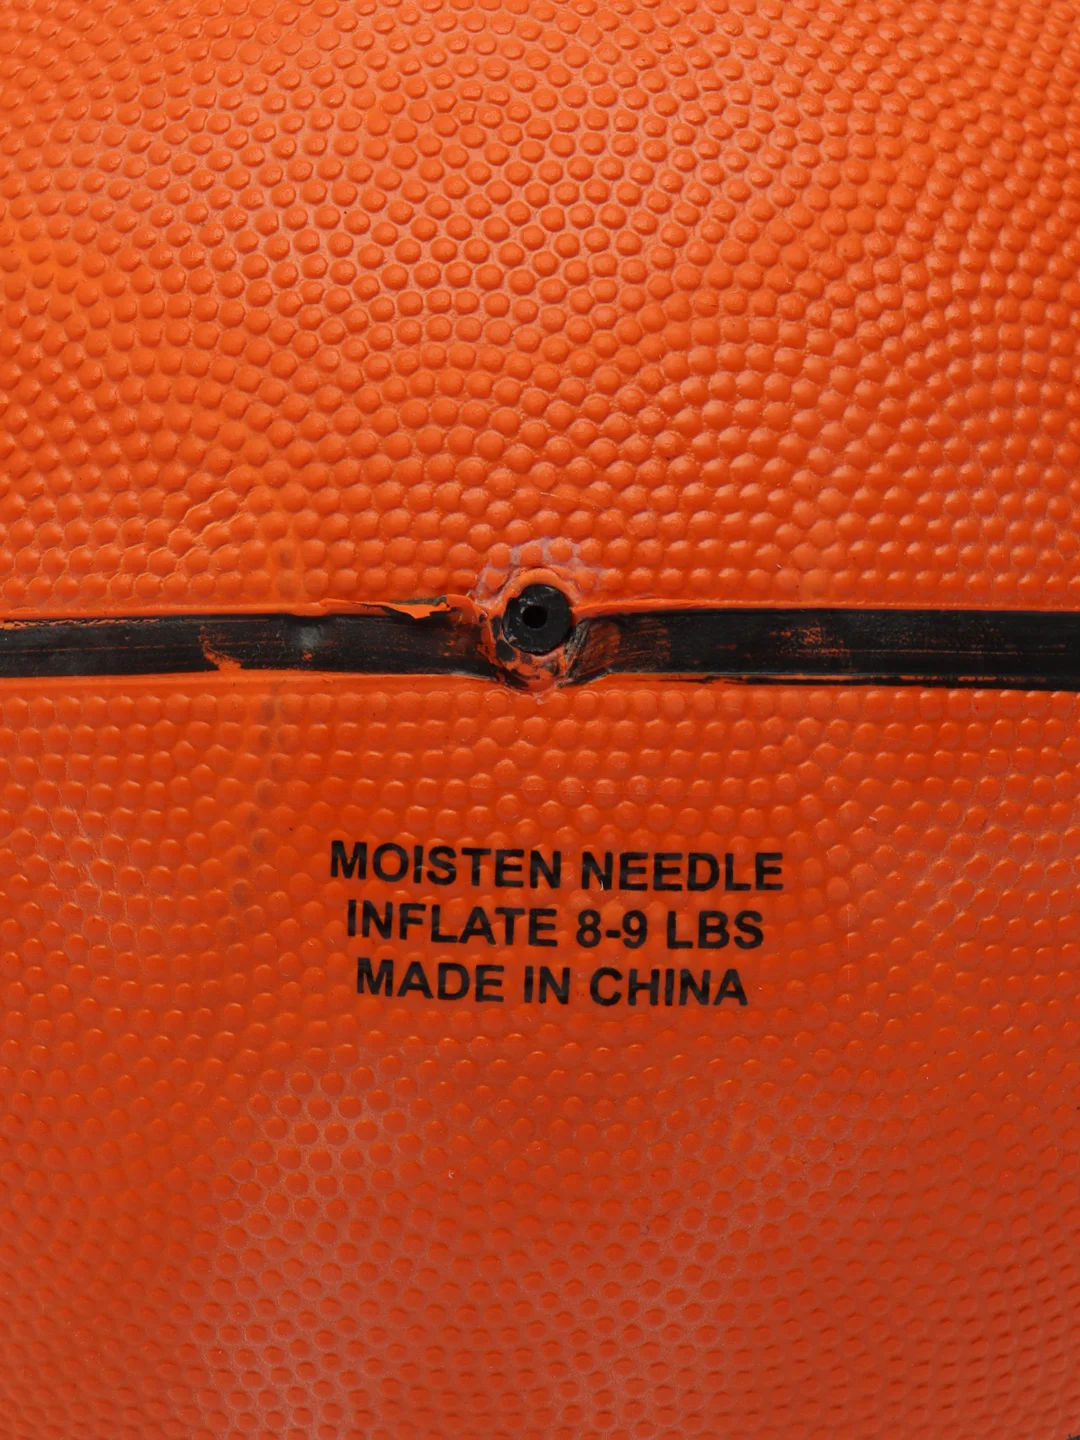 MOISTEN NEEDLE
INFLATE 8-9 LBS
MADE IN CHINA